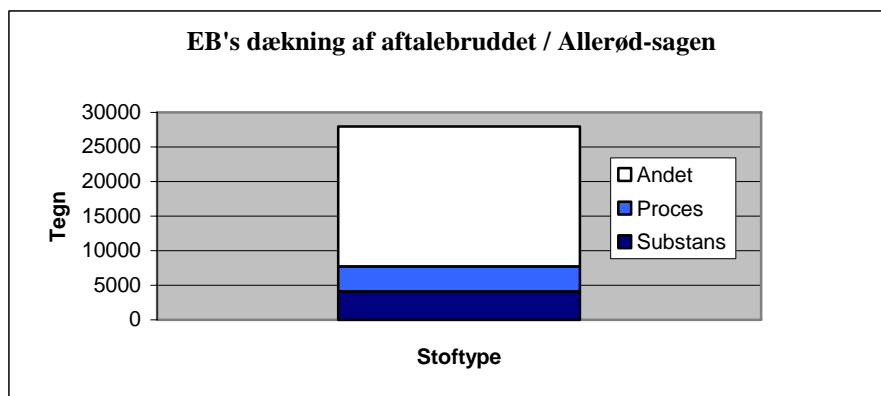 EB's dækning af aftalebruddet / Allerød-sagen
30000
25000
20000
15000
10000
5000
0
Tegn
Stoftype
Andet
Proces
Substans